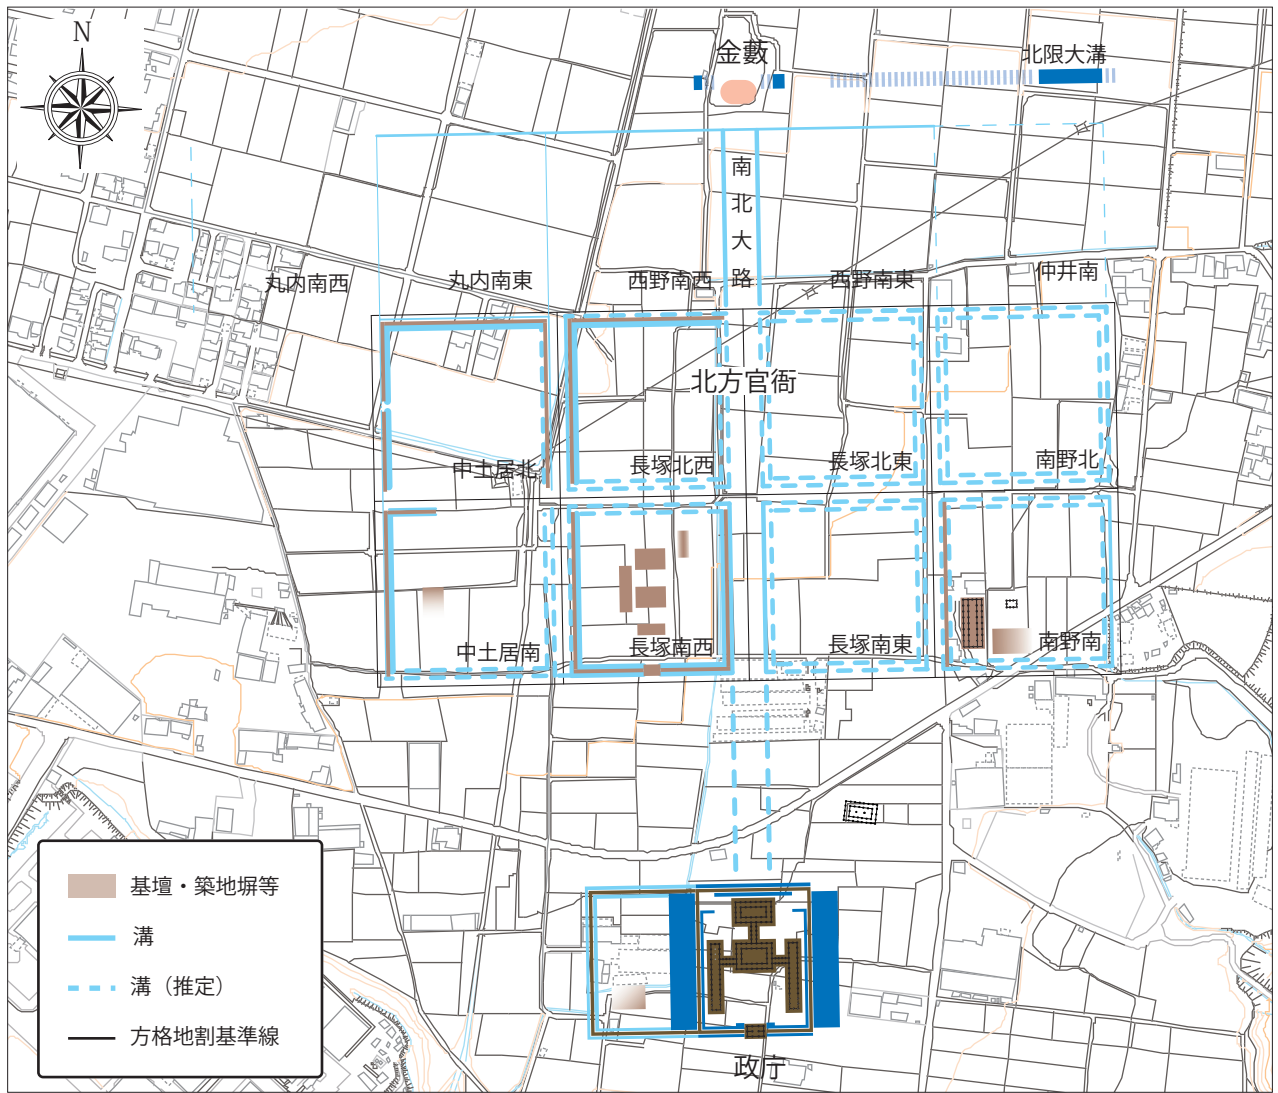 N
金藪
北限大溝
南北大路
丸内南西
丸内南東
西野南西
西野南東
仲井南
北方官衙
中土居北
長塚北西
長塚北東
南野北
中土居南
長塚南西
長塚南東
南野南
基壇・築地塀等
溝
溝（推定）
方格地割基準線
政庁